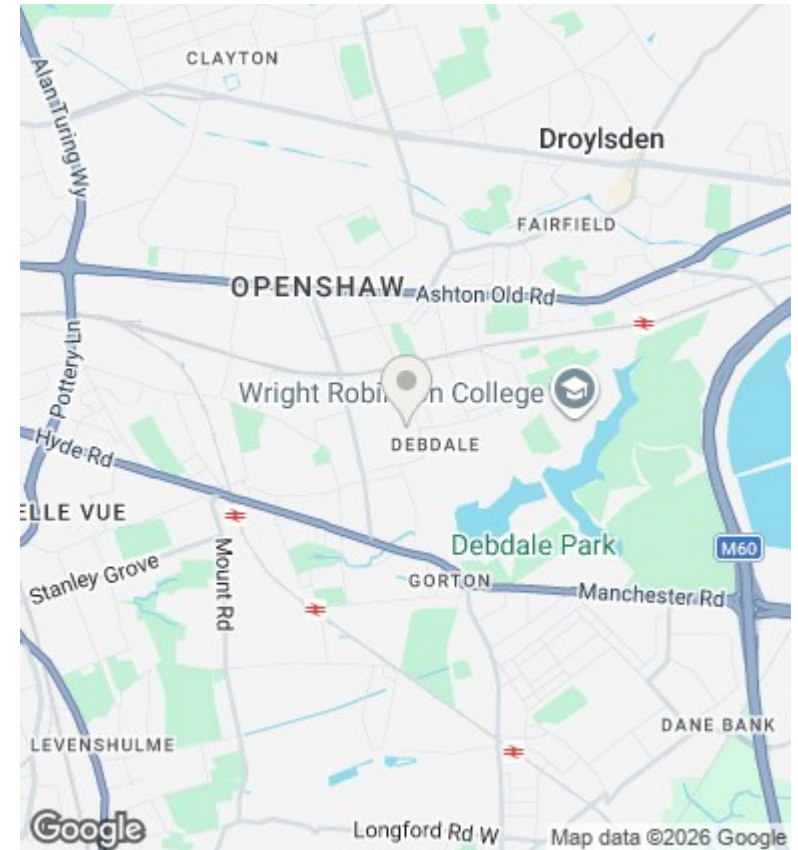 CLAYTON
Alan Turing Wy
Droylsden
FAIRFIELD
OPENSHAW
Ashton Old Rd
Pottery Ln
Wright Robin n College
DEBDALE
Hyde Rd
ELLE VUE
Debdale Park
M60
Stanley Grove
Mount Rd
GORTON
Manchester Rd
LEVENSHULME
DANE BANK
Google
Longford Rd W
Map data ©2026 Google